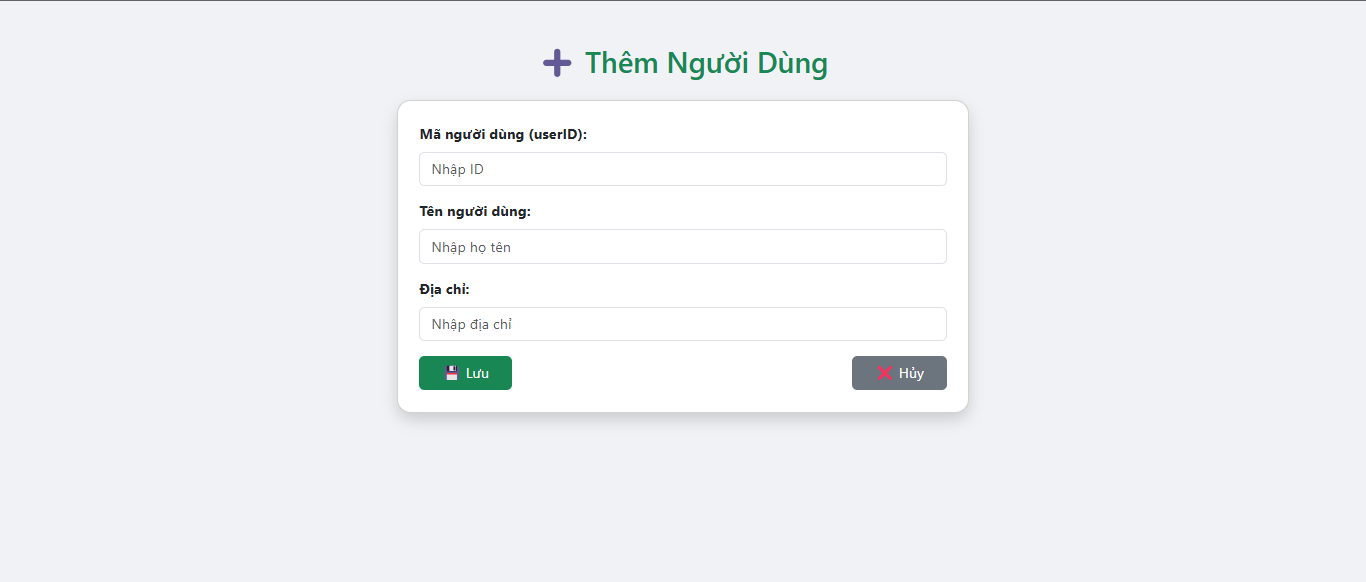 ➕ Thêm Người Dùng
Mã người dùng (userID):
Nhập ID
Tên người dùng:
Nhập họ tên
Địa chỉ:
Nhập địa chỉ
💾 Lưu
❌ Hủy